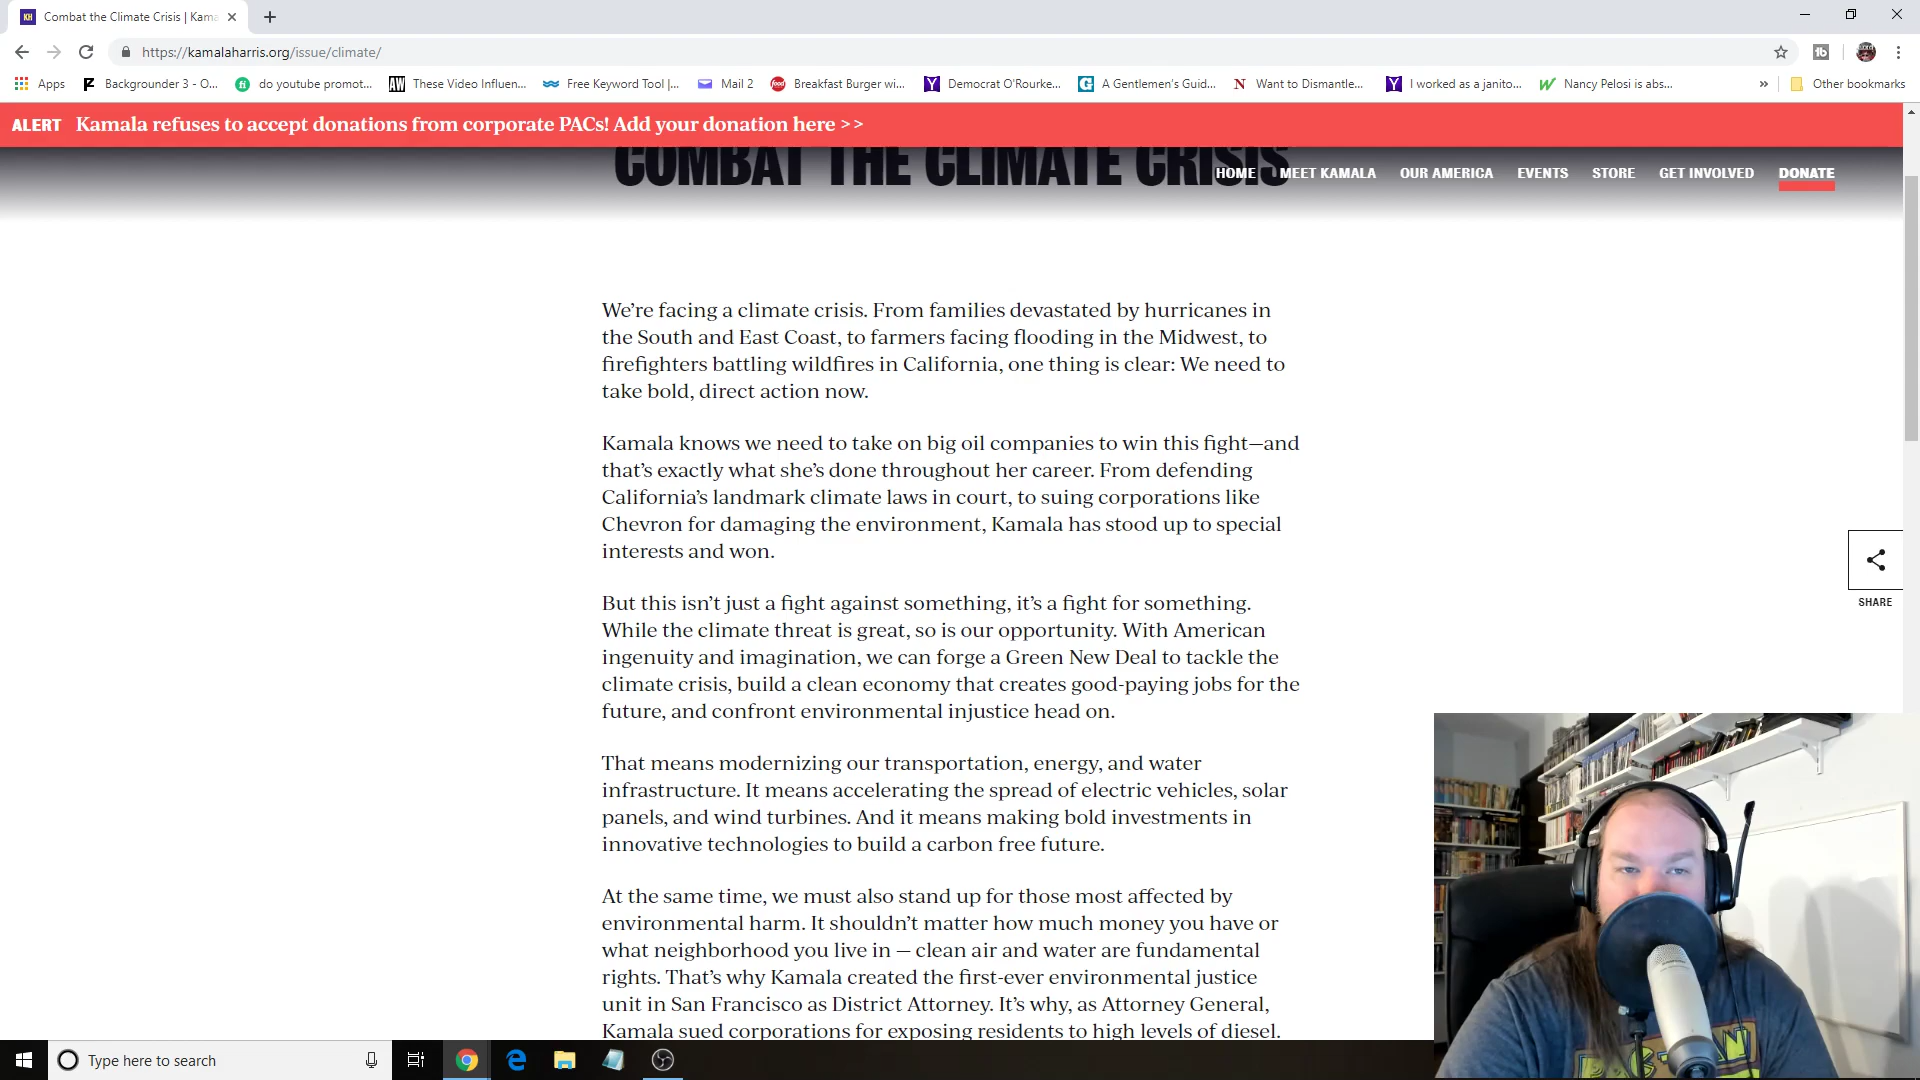 Combat the Climate Crisis | Kama
https://kamalaharris.org/issue/climate/
Apps
Backgrounder 3 - O...
do youtube promot...
AW
These Video Influen...
Free Keyword Tool |...
Mail 2
Breakfast Burger wi...
Democrat O'Rourke...
A Gentlemen's Guid...
Want to Dismantle...
I worked as a janito...
Nancy Pelosi is abs...
»
Other bookmarks
ALERT Kamala refuses to accept donations from corporate PACs! Add your donation here >>
COMBAT THE CLIMATE CRISIS
HOME MEET KAMALA OUR AMERICA EVENTS STORE GET INVOLVED DONATE
We’re facing a climate crisis. From families devastated by hurricanes in
the South and East Coast, to farmers facing flooding in the Midwest, to
firefighters battling wildfires in California, one thing is clear: We need to
take bold, direct action now.
Kamala knows we need to take on big oil companies to win this fight—and
that’s exactly what she’s done throughout her career. From defending
California’s landmark climate laws in court, to suing corporations like
Chevron for damaging the environment, Kamala has stood up to special
interests and won.
But this isn’t just a fight against something, it’s a fight for something.
While the climate threat is great, so is our opportunity. With American
ingenuity and imagination, we can forge a Green New Deal to tackle the
climate crisis, build a clean economy that creates good-paying jobs for the
future, and confront environmental injustice head on.
That means modernizing our transportation, energy, and water
infrastructure. It means accelerating the spread of electric vehicles, solar
panels, and wind turbines. And it means making bold investments in
innovative technologies to build a carbon free future.
At the same time, we must also stand up for those most affected by
environmental harm. It shouldn’t matter how much money you have or
what neighborhood you live in — clean air and water are fundamental
rights. That’s why Kamala created the first-ever environmental justice
unit in San Francisco as District Attorney. It’s why, as Attorney General,
Kamala sued corporations for exposing residents to high levels of diesel.
SHARE
Type here to search